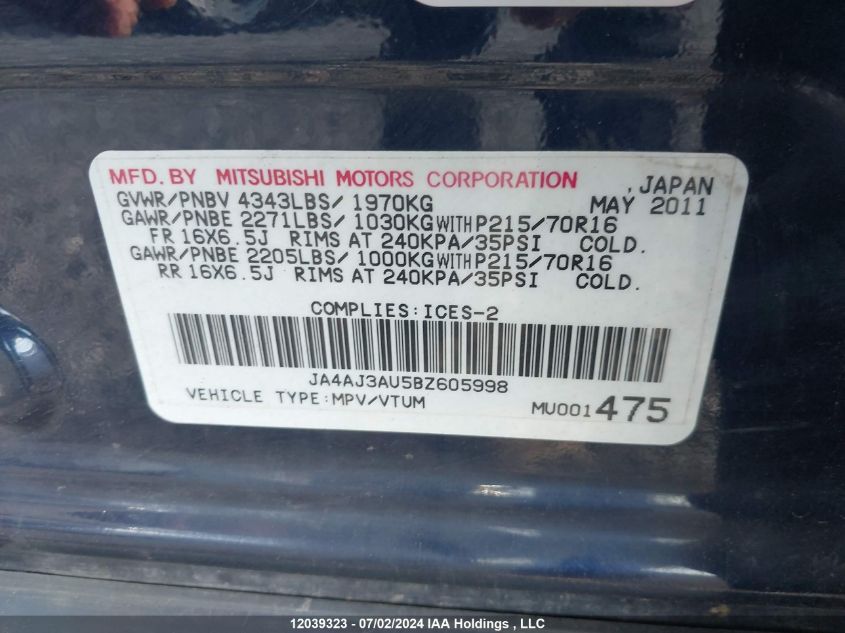 MFD. BY MITSUBISHI MOTORS CORPORATION , JAPAN
GVWR/PNBV 4343LBS/ 1970KG MAY 2011
GAWR/PNBE 2271LBS/ 1030KG WITH P215/70R16
FR 16X6.5J RIMS AT 240KPA/35PSI COLD.
GAWR/PNBE 2205LBS/ 1000KG WITH P215/70R16
RR 16X6.5J RIMS AT 240KPA/35PSI COLD.
COMPLIES:ICES-2
JA4AJ3AU5BZ605998
VEHICLE TYPE:MPV/VTUM MU001475
12039323 - 07/02/2024 IAA Holdings , LLC